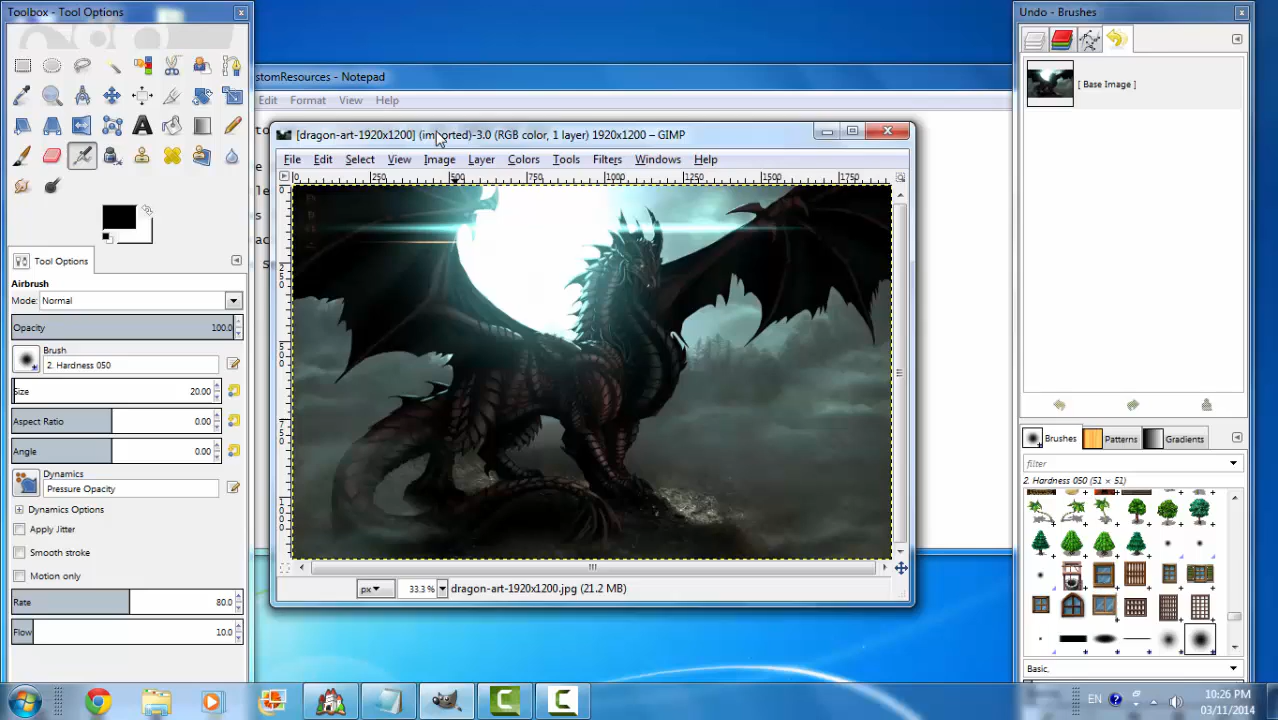 Toolbox - Tool Options
Undo - Brushes
stomResources - Notepad
Edit Format View Help
[dragon-art-1920x1200] (imported)-3.0 (RGB color, 1 layer) 1920x1200 – GIMP
File Edit Select View Image Layer Colors Tools Filters Windows Help
0 250 500 750 1000 1250 1500 1750
[ Base Image ]
Tool Options
Airbrush
Mode: Normal
Opacity 100.0
Brush
2. Hardness 050
Size 20.00
Aspect Ratio 0.00
Angle 0.00
Dynamics
Pressure Opacity
Dynamics Options
Apply Jitter
Smooth stroke
Motion only
Rate 80.0
Flow 10.0
px 33.3 % dragon-art-1920x1200.jpg (21.2 MB)
Brushes Patterns Gradients
filter
2. Hardness 050 (51 × 51)
Basic,
EN 10:26 PM
03/11/2014